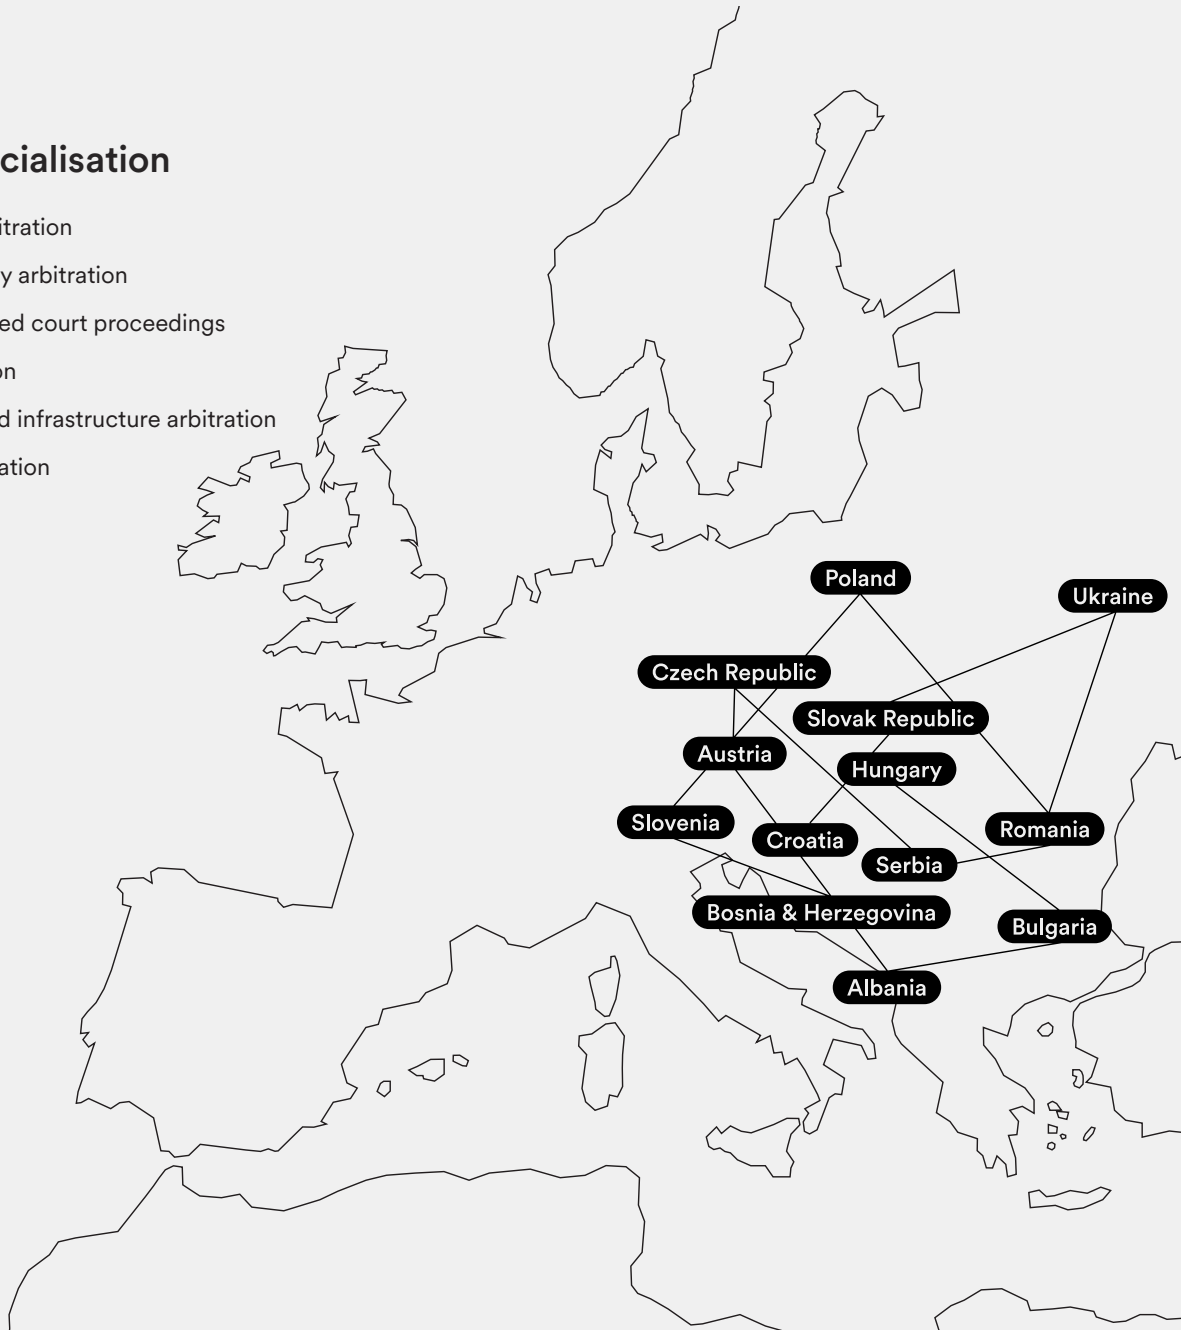 cialisation
itration
y arbitration
ed court proceedings
on
d infrastructure arbitration
ation
Poland
Ukraine
Czech Republic
Slovak Republic
Austria
Hungary
Slovenia
Croatia
Romania
Serbia
Bosnia & Herzegovina
Bulgaria
Albania